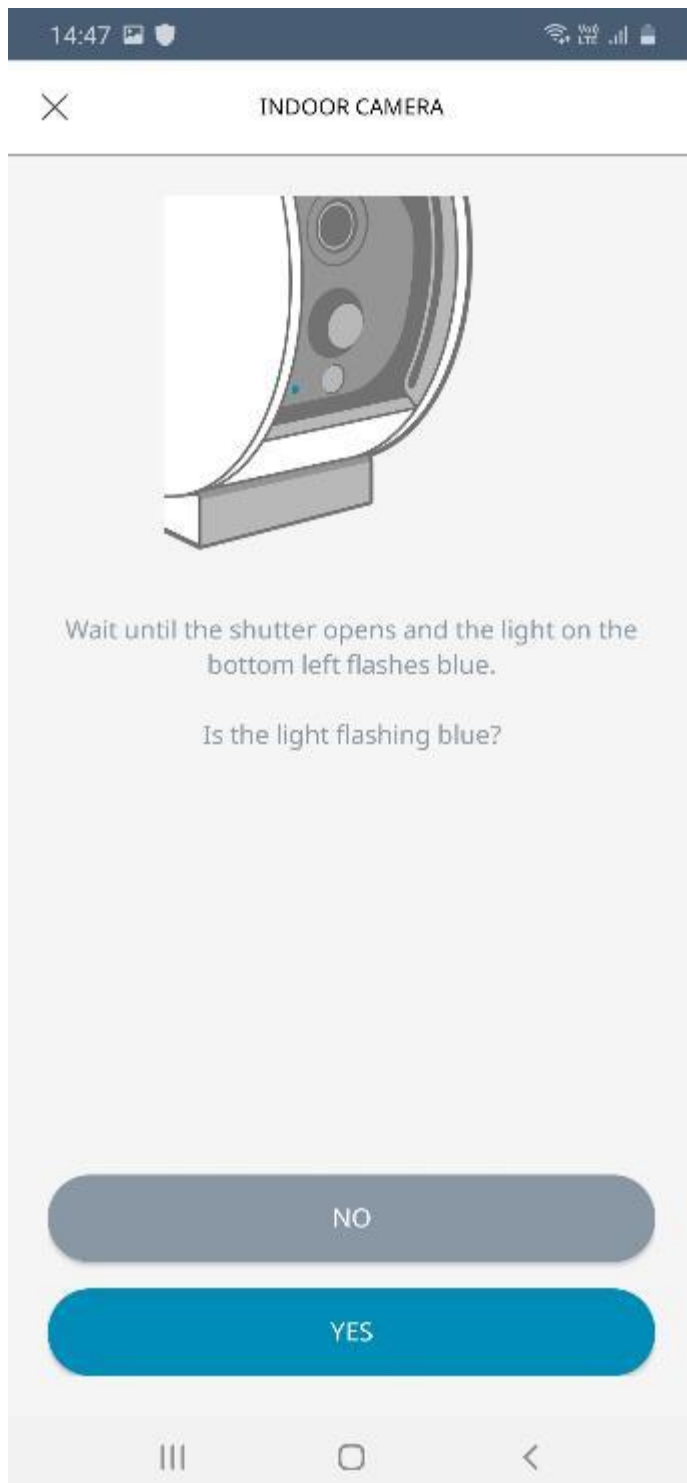 14:47
INDOOR CAMERA
Wait until the shutter opens and the light on the
bottom left flashes blue.
Is the light flashing blue?
NO
YES